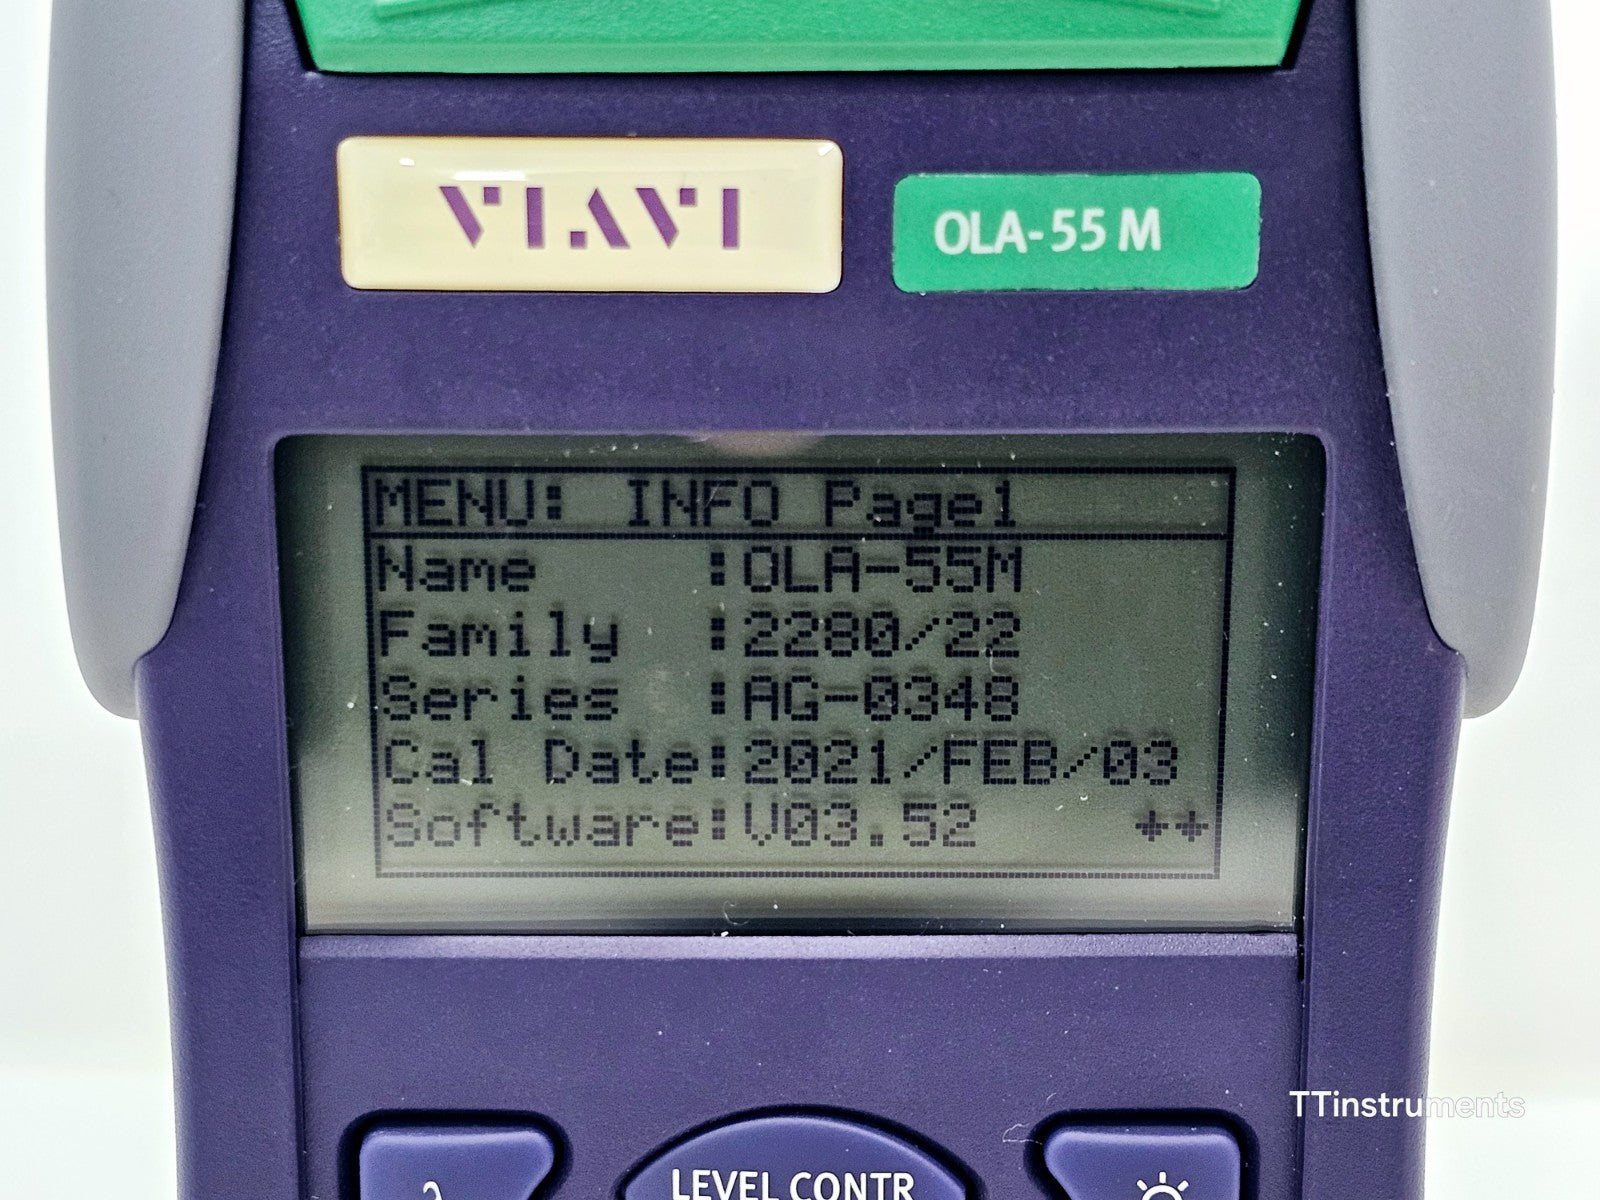 VIAVI
OLA-55 M
MENU: INFO Page1
Name :OLA-55M
Family :2280/22
Series :AG-0348
Cal Date:2021/FEB/03
Software:V03.52 ↓↓
TTinstruments
LEVEL CONTR